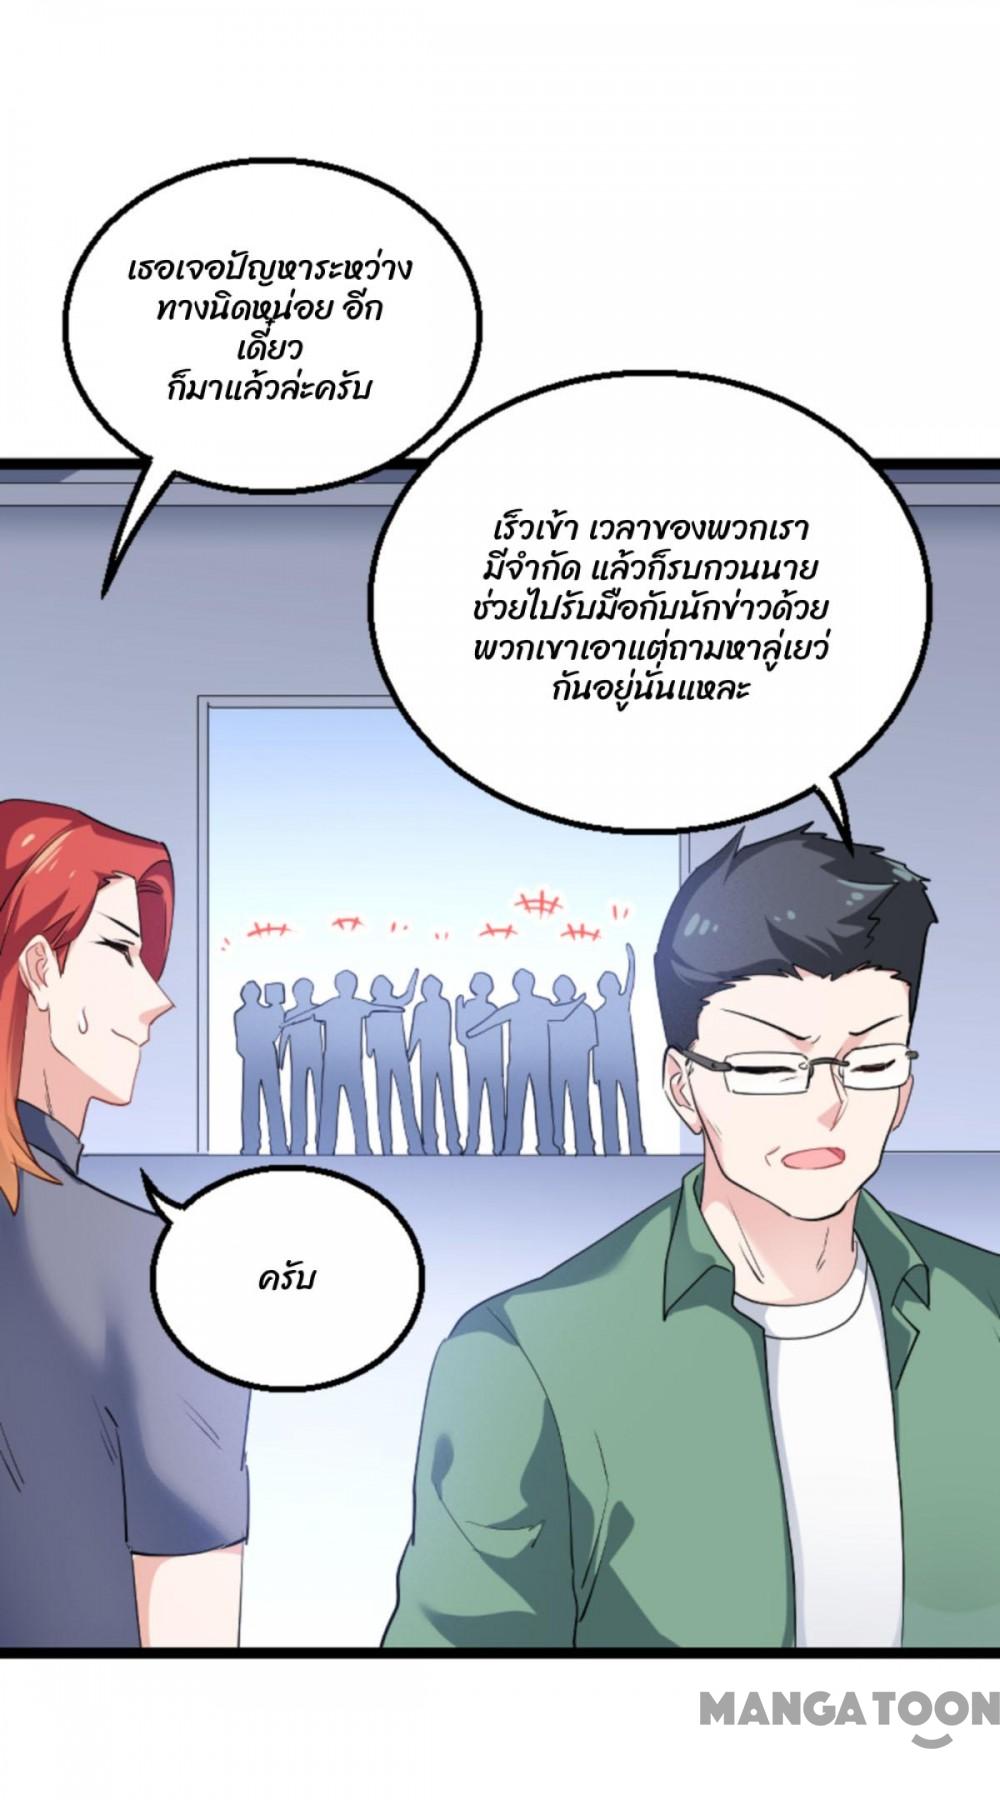 เธอเจอปัญหาระหว่าง
ทางนิดหน่อย อีก
เดี๋ยว
ก็มาแล้วล่ะครับ
เร็วเข้า เวลาของพวกเรา
มีจำกัด แล้วก็รบกวนนาย
ช่วยไปรับมือกับนักข่าวด้วย
พวกเขาเอาแต่ถามหาลู่เยว่
กันอยู่นั่นแหละ
ครับ
MANGATOON